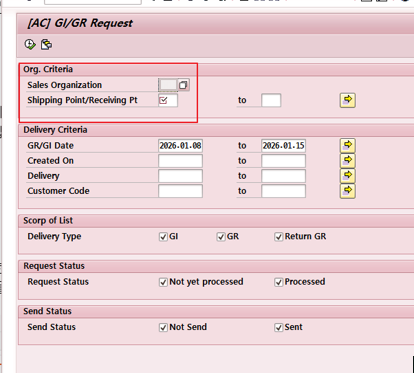 [AC] GI/GR Request
Org. Criteria
Sales Organization
Shipping Point/Receiving Pt to
Delivery Criteria
GR/GI Date 2026.01.08 to 2026.01.15
Created On to
Delivery to
Customer Code to
Scorp of List
Delivery Type GI GR Return GR
Request Status
Request Status Not yet processed Processed
Send Status
Send Status Not Send Sent